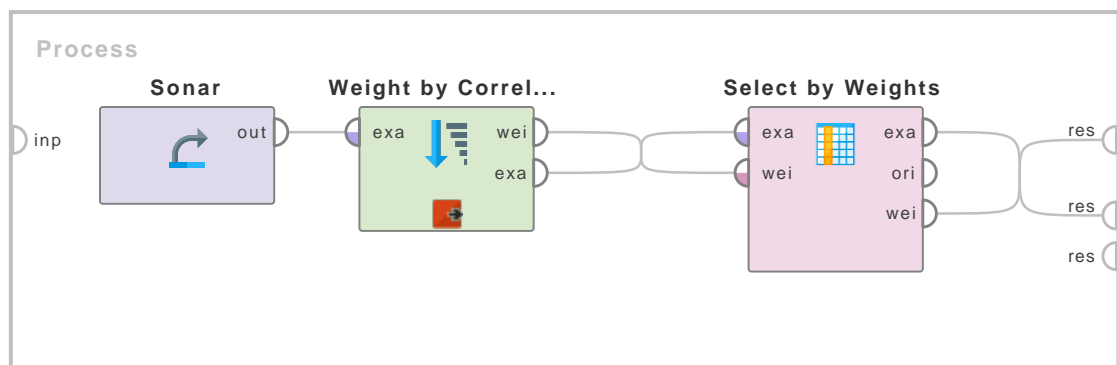 Process
Sonar
Weight by Correl...
Select by Weights
inp
out
exa
wei
exa
exa
wei
exa
ori
wei
res
res
res